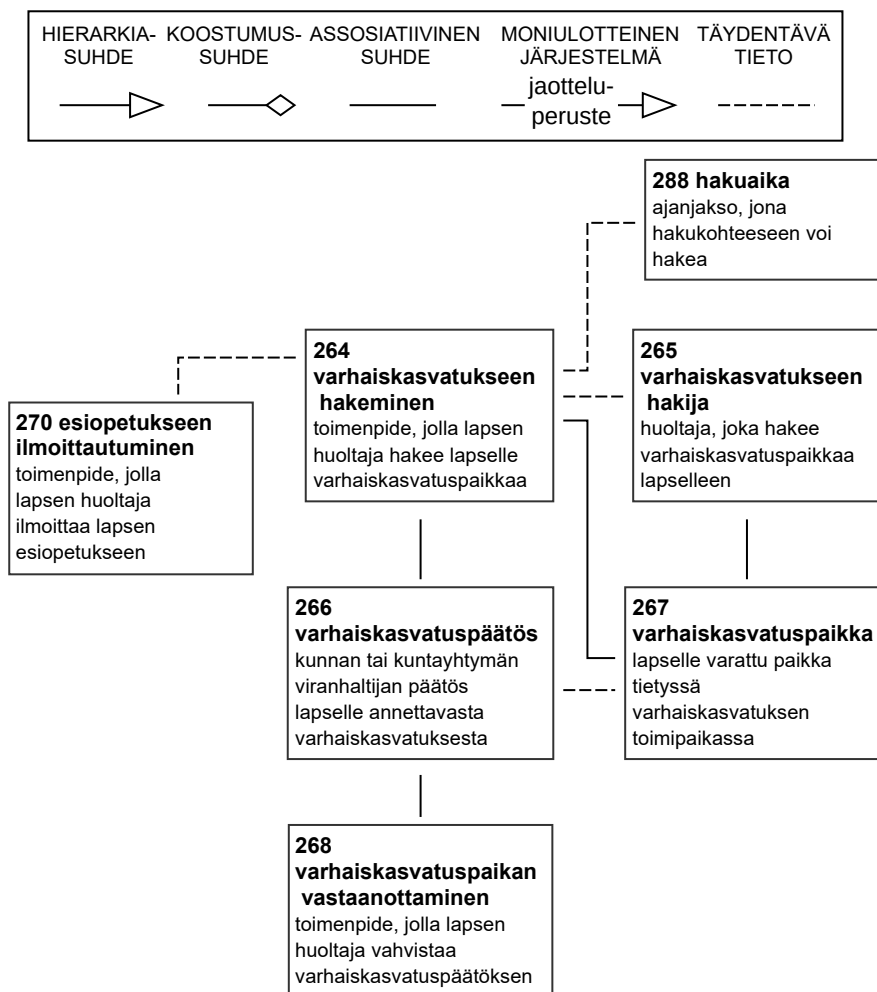 HIERARKIA-
SUHDE
KOOSTUMUS-
SUHDE
ASSOSIATIIVINEN
SUHDE
MONIULOTTEINEN
JÄRJESTELMÄ
TÄYDENTÄVÄ
TIETO
jaottelu-
peruste
288 hakuaika
ajanjakso, jona
hakukohteeseen voi
hakea
264
varhaiskasvatukseen
hakeminen
toimenpide, jolla lapsen
huoltaja hakee lapselle
varhaiskasvatuspaikkaa
265
varhaiskasvatukseen
hakija
huoltaja, joka hakee
varhaiskasvatuspaikkaa
lapselleen
270 esiopetukseen
ilmoittautuminen
toimenpide, jolla
lapsen huoltaja
ilmoittaa lapsen
esiopetukseen
266
varhaiskasvatuspäätös
kunnan tai kuntayhtymän
viranhaltijan päätös
lapselle annettavasta
varhaiskasvatuksesta
267
varhaiskasvatuspaikka
lapselle varattu paikka
tietyssä
varhaiskasvatuksen
toimipaikassa
268
varhaiskasvatuspaikan
vastaanottaminen
toimenpide, jolla lapsen
huoltaja vahvistaa
varhaiskasvatuspäätöksen